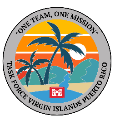 "ONE TEAM, ONE MISSION"
TASK FORCE VIRGIN ISLANDS PUERTO RICO